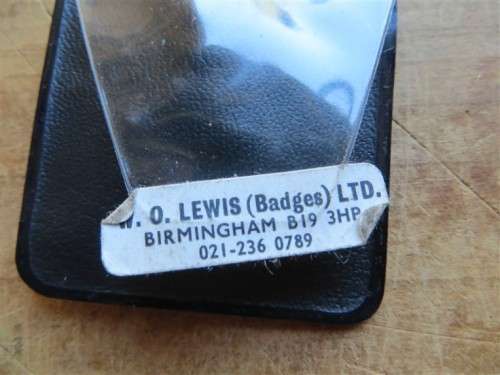 W. O. LEWIS (Badges) LTD.
BIRMINGHAM B19 3HP
021-236 0789